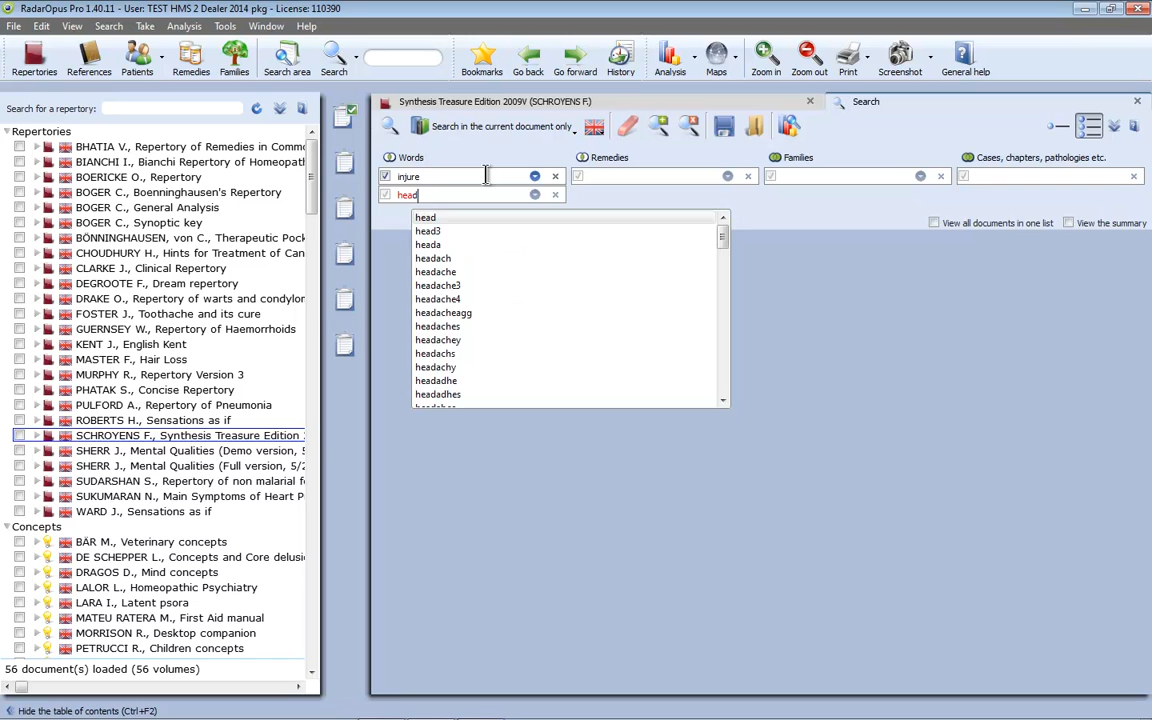 RadarOpus Pro 1.40.11 - User: TEST HMS 2 Dealer 2014 pkg - License: 110390
File Edit View Search Take Analysis Tools Window Help
Repertories References Patients Remedies Families Search area Search Bookmarks Go back Go forward History Analysis Maps Zoom in Zoom out Print Screenshot General help
Search for a repertory:
Synthesis Treasure Edition 2009V (SCHROYENS F.)
Search
Search in the current document only
Words Remedies Families Cases, chapters, pathologies etc.
injure
head
View all documents in one list View the summary
head
head3
heada
headach
headache
headache3
headache4
headacheagg
headaches
headachey
headachs
headachy
headadhe
headadhes
Repertories
BHATIA V., Repertory of Remedies in Comm
BIANCHI I., Bianchi Repertory of Homeopath
BOERICKE O., Repertory
BOGER C., Boenninghausen's Repertory
BOGER C., General Analysis
BOGER C., Synoptic key
BÖNNINGHAUSEN, von C., Therapeutic Pock
CHOUDHURY H., Hints for Treatment of Can
CLARKE J., Clinical Repertory
DEGROOTE F., Dream repertory
DRAKE O., Repertory of warts and condylom
FOSTER J., Toothache and its cure
GUERNSEY W., Repertory of Haemorrhoids
KENT J., English Kent
MASTER F., Hair Loss
MURPHY R., Repertory Version 3
PHATAK S., Concise Repertory
PULFORD A., Repertory of Pneumonia
ROBERTS H., Sensations as if
SCHROYENS F., Synthesis Treasure Edition
SHERR J., Mental Qualities (Demo version,
SHERR J., Mental Qualities (Full version, 5/2
SUDARSHAN S., Repertory of non malarial f
SUKUMARAN N., Main Symptoms of Heart P
WARD J., Sensations as if
Concepts
BÄR M., Veterinary concepts
DE SCHEPPER L., Concepts and Core delusi
DRAGOS D., Mind concepts
LALOR L., Homeopathic Psychiatry
LARA I., Latent psora
MATEU RATERA M., First Aid manual
MORRISON R., Desktop companion
PETRUCCI R., Children concepts
56 document(s) loaded (56 volumes)
Hide the table of contents (Ctrl+F2)